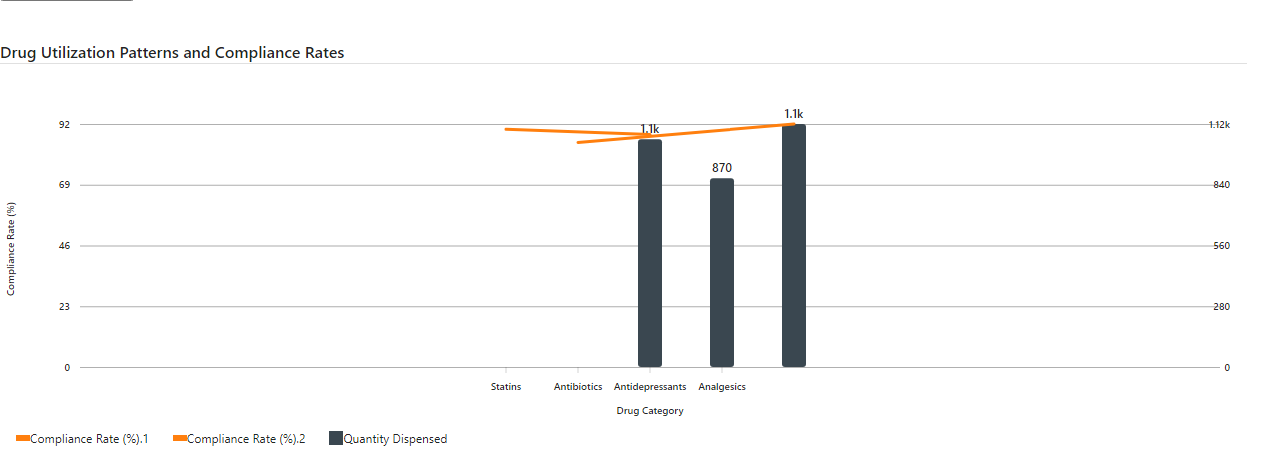 Drug Utilization Patterns and Compliance Rates
1.1k
1.1k
870
92
69
46
23
0
1.12k
840
560
280
0
Compliance Rate (%)
Statins
Antibiotics
Antidepressants
Analgesics
Drug Category
Compliance Rate (%).1
Compliance Rate (%).2
Quantity Dispensed